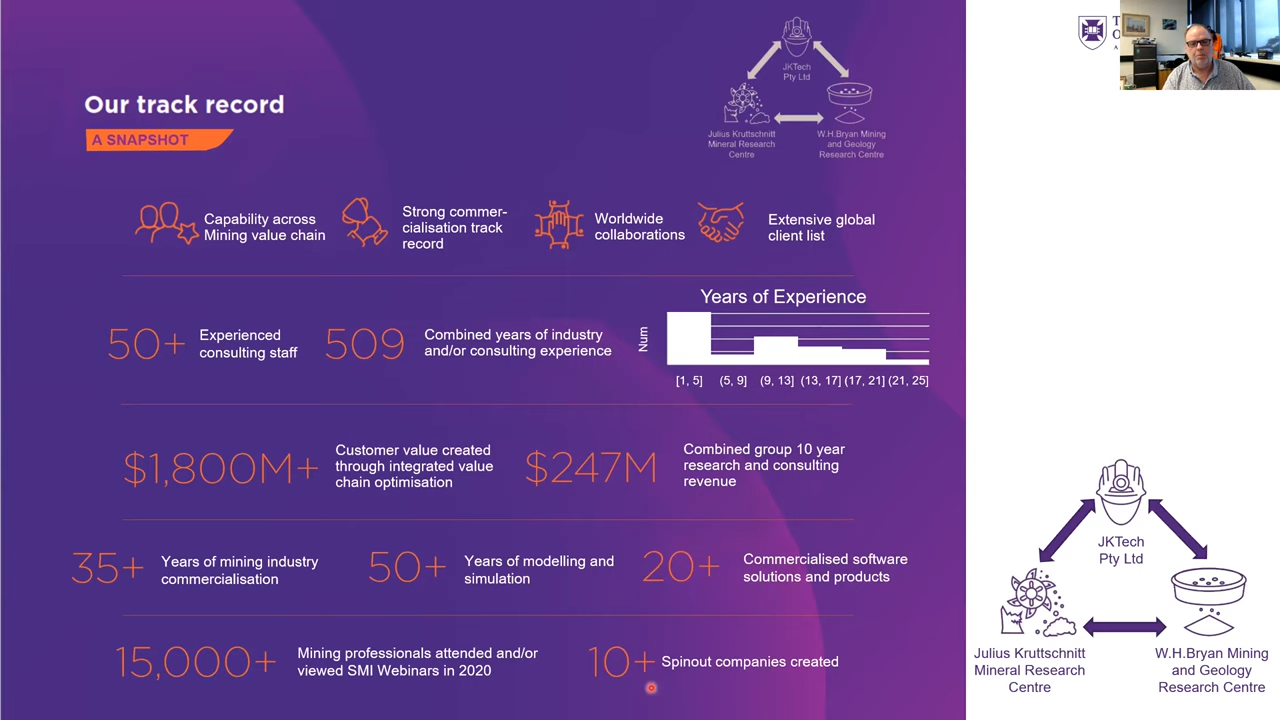 Our track record
A SNAPSHOT
JKTech
Pty Ltd
Julius Kruttschnitt
Mineral Research
Centre
W.H.Bryan Mining
and Geology
Research Centre
Capability across
Mining value chain
Strong commer-
cialisation track
record
Worldwide
collaborations
Extensive global
client list
50+
Experienced
consulting staff
509
Combined years of industry
and/or consulting experience
Years of Experience
Num
[1, 5] (5, 9] (9, 13] (13, 17] (17, 21] (21, 25]
$1,800M+
Customer value created
through integrated value
chain optimisation
$247M
Combined group 10 year
research and consulting
revenue
35+
Years of mining industry
commercialisation
50+
Years of modelling and
simulation
20+
Commercialised software
solutions and products
15,000+
Mining professionals attended and/or
viewed SMI Webinars in 2020
10+
Spinout companies created
JKTech
Pty Ltd
Julius Kruttschnitt
Mineral Research
Centre
W.H.Bryan Mining
and Geology
Research Centre